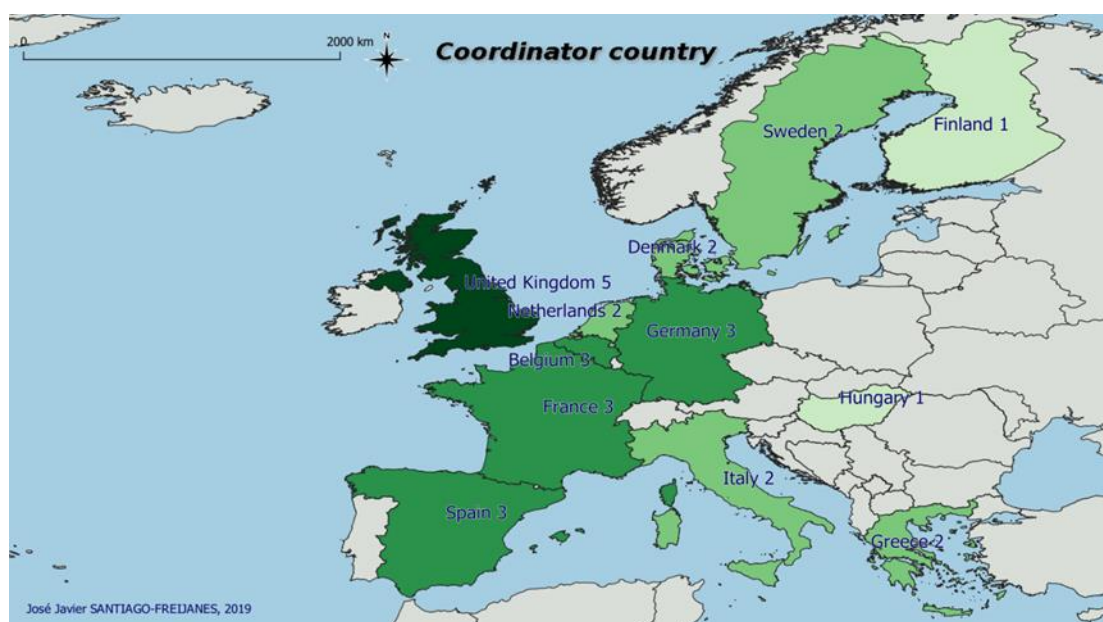 0 2000 km
N
Coordinator country
Sweden 2
Finland 1
Denmark 2
United Kingdom 5
Netherlands 2
Germany 3
Belgium 3
France 3
Hungary 1
Italy 2
Spain 3
Greece 2
José Javier SANTIAGO-FREIJANES, 2019